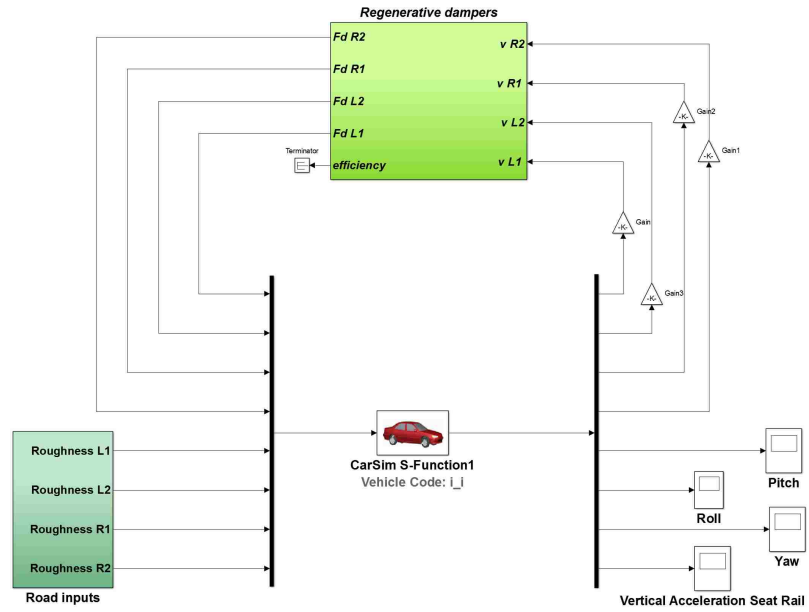 Regenerative dampers
Fd R2
Fd R1
Fd L2
Fd L1
efficiency
v R2
v R1
v L2
v L1
Terminator
-K-
Gain2
-K-
Gain1
-K-
Gain
-K-
Gain3
Roughness L1
Roughness L2
Roughness R1
Roughness R2
Road inputs
CarSim S-Function1
Vehicle Code: i_i
Pitch
Roll
Yaw
Vertical Acceleration Seat Rail